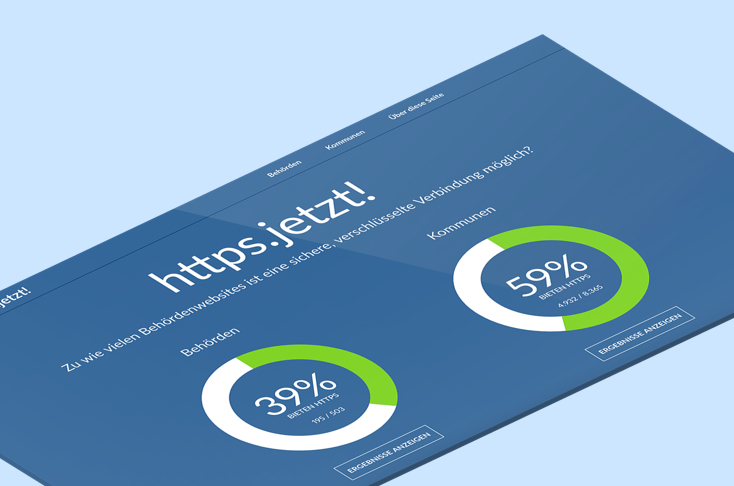 jetzt!
Behörden
Kommunen
Über diese Seite
https.jetzt!
Zu wie vielen Behördenwebsites ist eine sichere, verschlüsselte Verbindung möglich?
Behörden
39%
BIETEN HTTPS
195 / 503
ERGEBNISSE ANZEIGEN
Kommunen
59%
BIETEN HTTPS
4.932 / 8.365
ERGEBNISSE ANZEIGEN